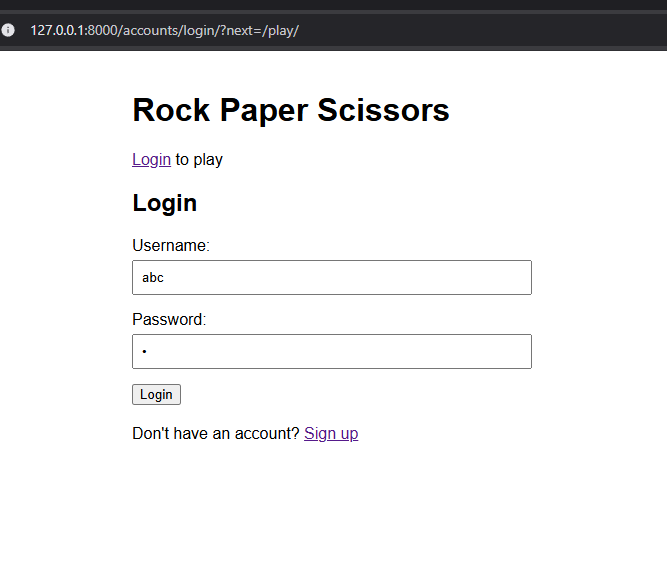 127.0.0.1:8000/accounts/login/?next=/play/
Rock Paper Scissors
Login to play
Login
Username:
abc
Password:
•
Login
Don't have an account? Sign up